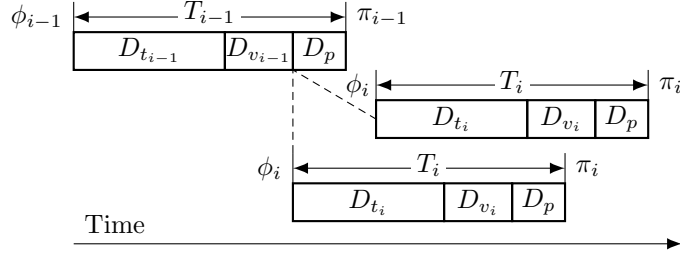 ϕ_{i−1} T_{i−1} π_{i−1}
D_{t_{i−1}} D_{v_{i−1}} D_p
ϕ_i T_i π_i
D_{t_i} D_{v_i} D_p
ϕ_i T_i π_i
D_{t_i} D_{v_i} D_p
Time